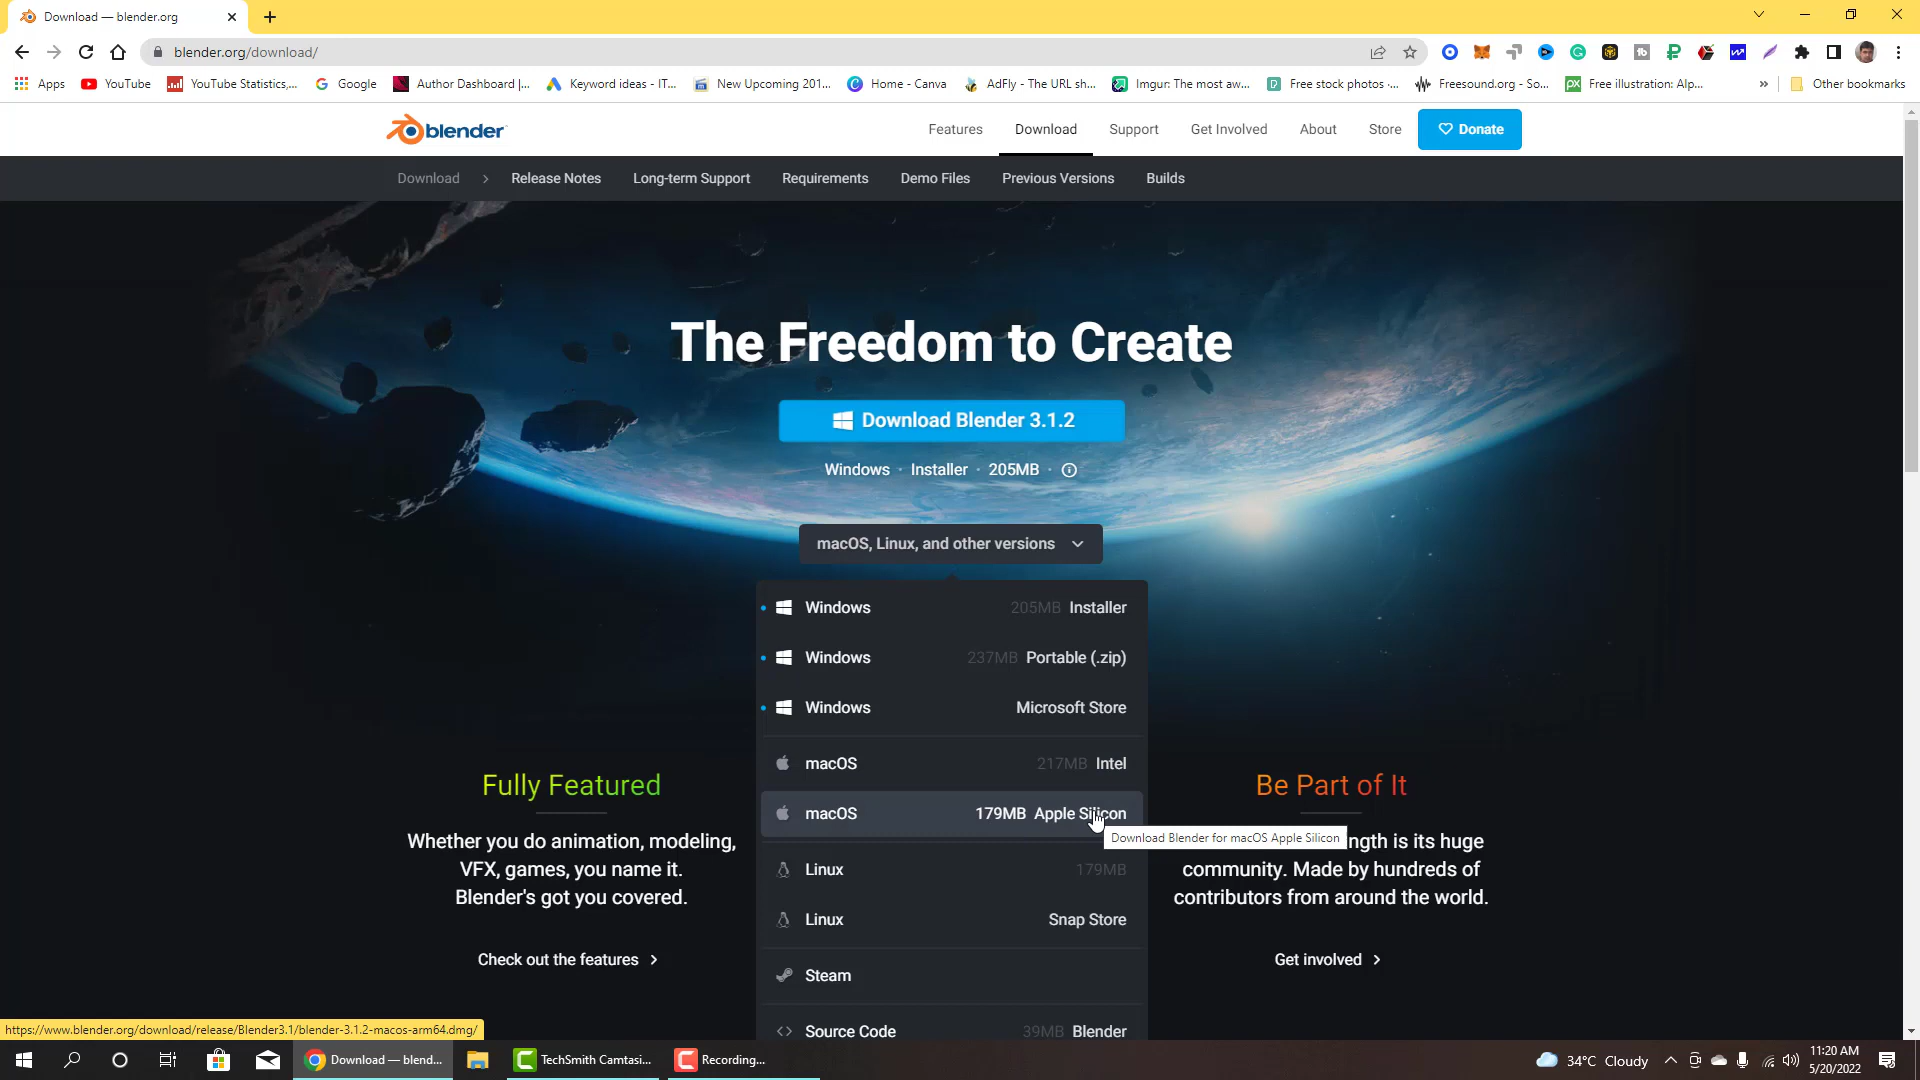 Download — blender.org
blender.org/download/
Apps
YouTube
YouTube Statistics,...
Google
Author Dashboard |...
Keyword ideas - IT...
New Upcoming 201...
Home - Canva
AdFly - The URL sh...
Imgur: The most aw...
Free stock photos ·...
Freesound.org - So...
Free illustration: Alp...
»
Other bookmarks
blender
Features
Download
Support
Get Involved
About
Store
Donate
Download
Release Notes
Long-term Support
Requirements
Demo Files
Previous Versions
Builds
The Freedom to Create
Download Blender 3.1.2
Windows · Installer · 205MB ·
macOS, Linux, and other versions
Windows 205MB Installer
Windows 237MB Portable (.zip)
Windows Microsoft Store
macOS 217MB Intel
macOS 179MB Apple Silicon
Download Blender for macOS Apple Silicon
Linux 179MB
Linux Snap Store
Steam
Source Code 39MB Blender
Fully Featured
Whether you do animation, modeling,
VFX, games, you name it.
Blender's got you covered.
Check out the features
Be Part of It
ngth is its huge
community. Made by hundreds of
contributors from around the world.
Get involved
https://www.blender.org/download/release/Blender3.1/blender-3.1.2-macos-arm64.dmg/
Download — blend...
TechSmith Camtasi...
Recording...
34°C Cloudy
11:20 AM
5/20/2022